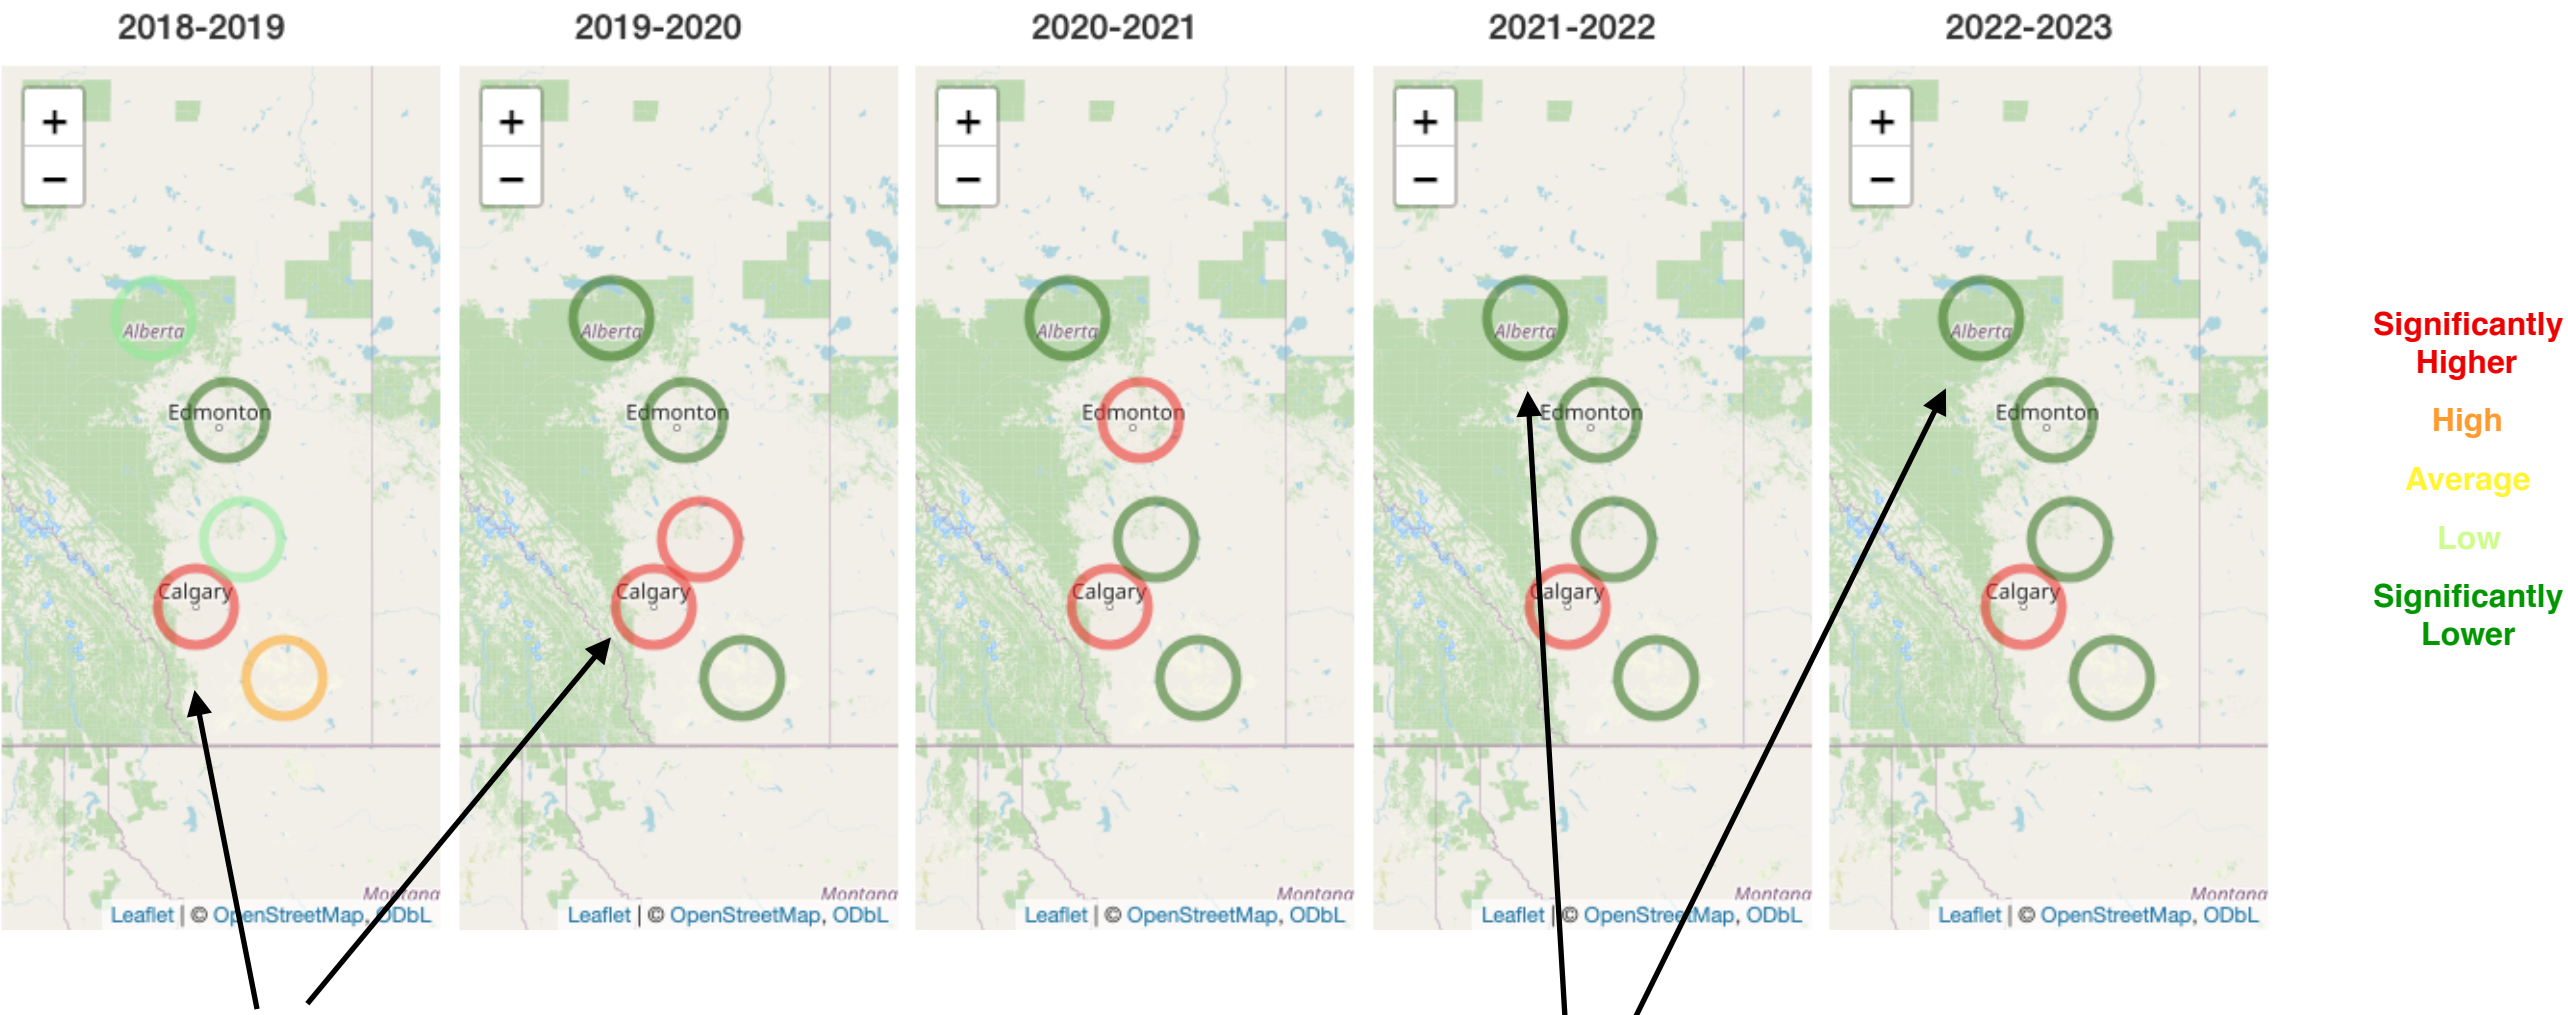 2018-2019
2019-2020
2020-2021
2021-2022
2022-2023
+
−
Alberta
Edmonton
Calgary
Montana
Leaflet | © OpenStreetMap, ODbL
+
−
Alberta
Edmonton
Calgary
Montana
Leaflet | © OpenStreetMap, ODbL
+
−
Alberta
Edmonton
Calgary
Montana
Leaflet | © OpenStreetMap, ODbL
+
−
Alberta
Edmonton
Calgary
Montana
Leaflet | © OpenStreetMap, ODbL
+
−
Alberta
Edmonton
Calgary
Montana
Leaflet | © OpenStreetMap, ODbL
Significantly
Higher
High
Average
Low
Significantly
Lower